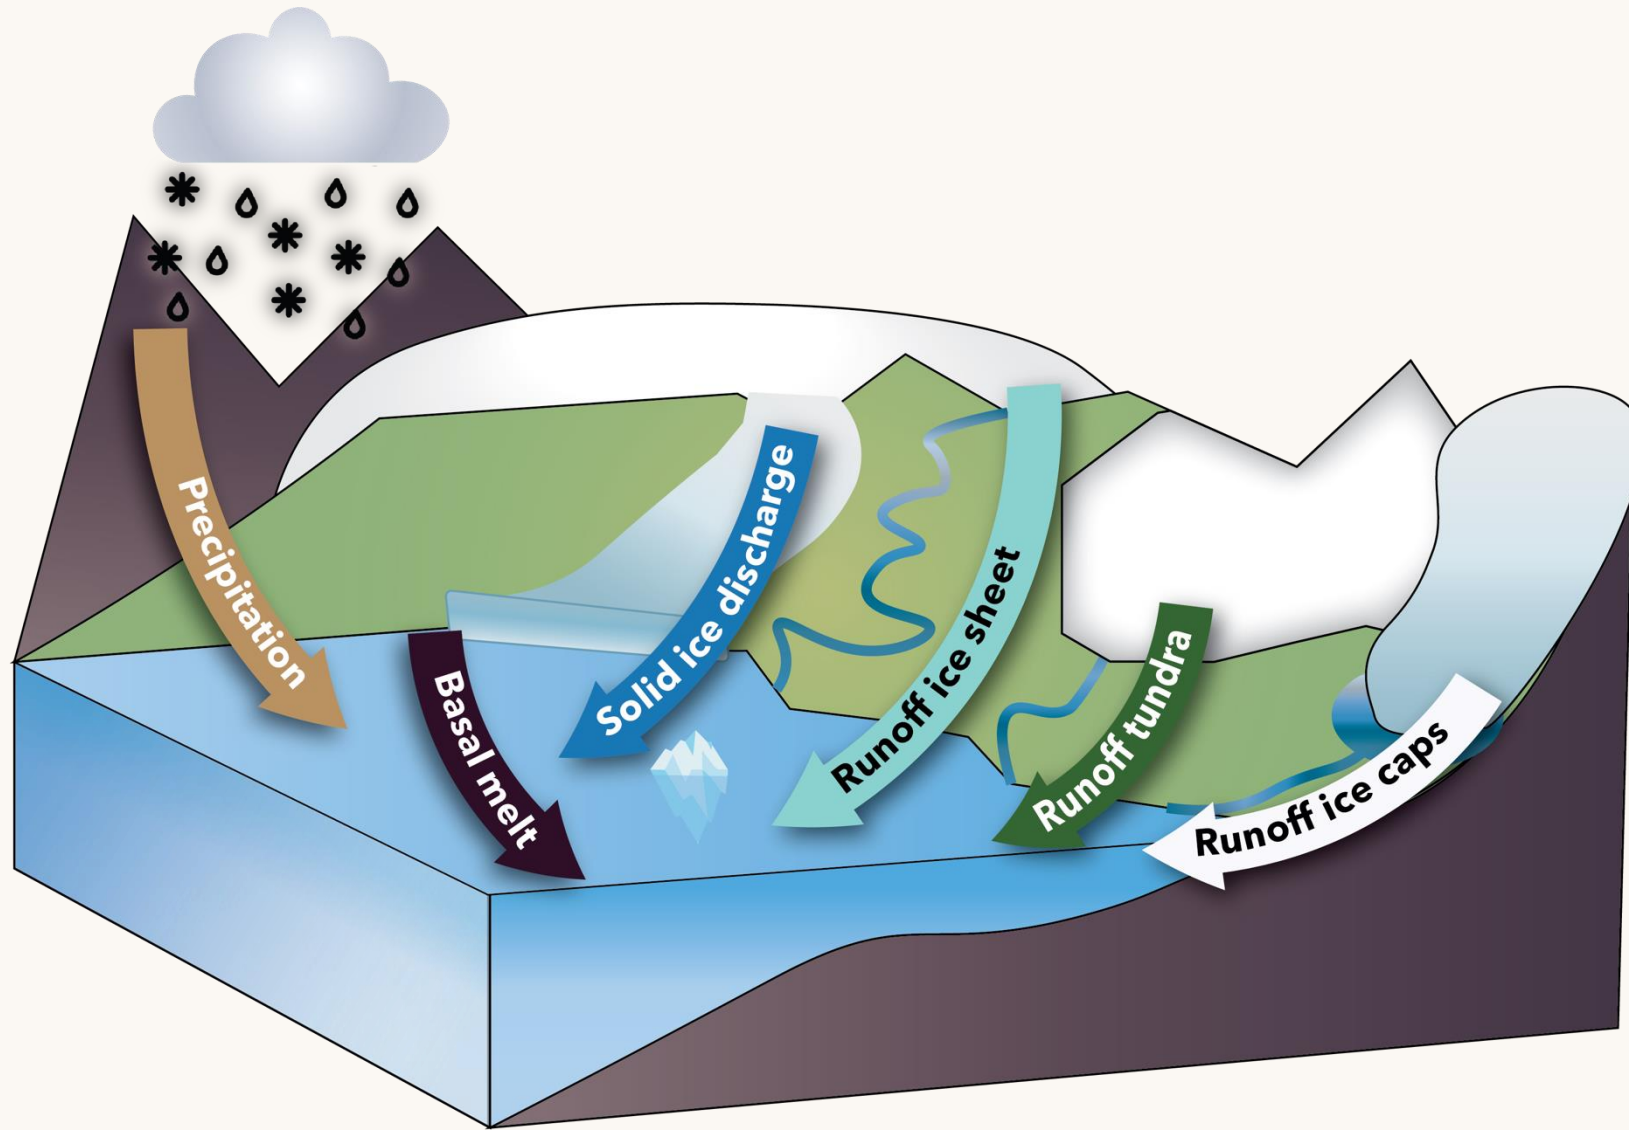 Precipitation
Basal melt
Solid ice discharge
Runoff ice sheet
Runoff tundra
Runoff ice caps